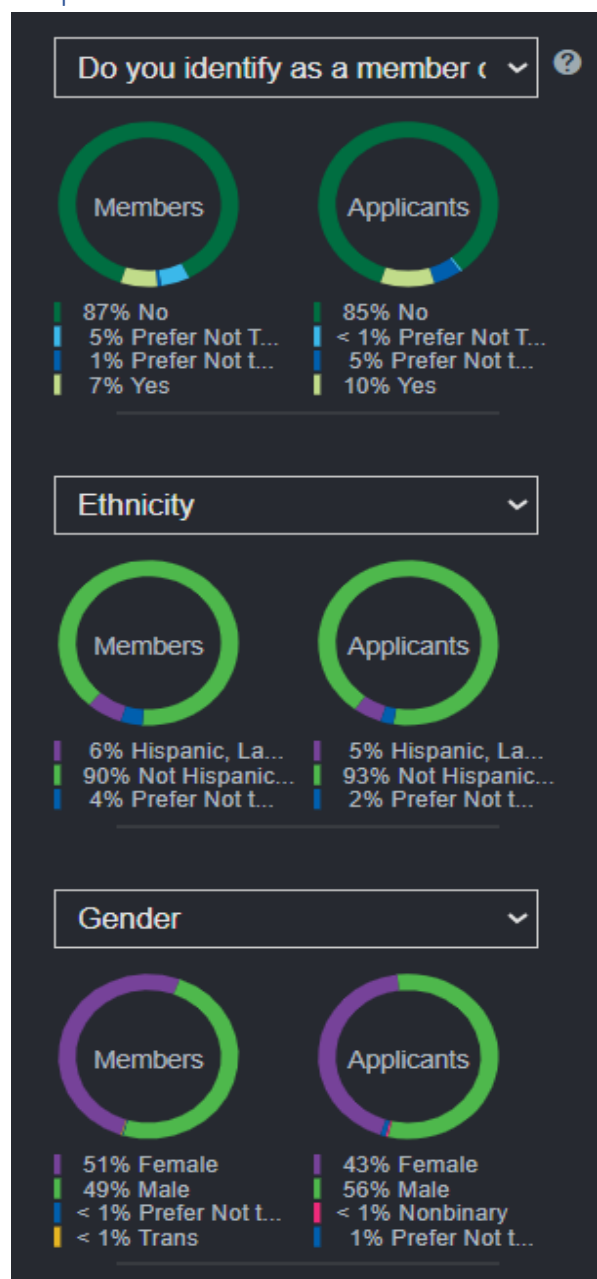 Do you identify as a member
Members
Applicants
87% No
5% Prefer Not T...
1% Prefer Not t...
7% Yes
85% No
< 1% Prefer Not T...
5% Prefer Not t...
10% Yes
Ethnicity
Members
Applicants
6% Hispanic, La...
90% Not Hispanic...
4% Prefer Not t...
5% Hispanic, La...
93% Not Hispanic...
2% Prefer Not t...
Gender
Members
Applicants
51% Female
49% Male
< 1% Prefer Not t...
< 1% Trans
43% Female
56% Male
< 1% Nonbinary
1% Prefer Not t...